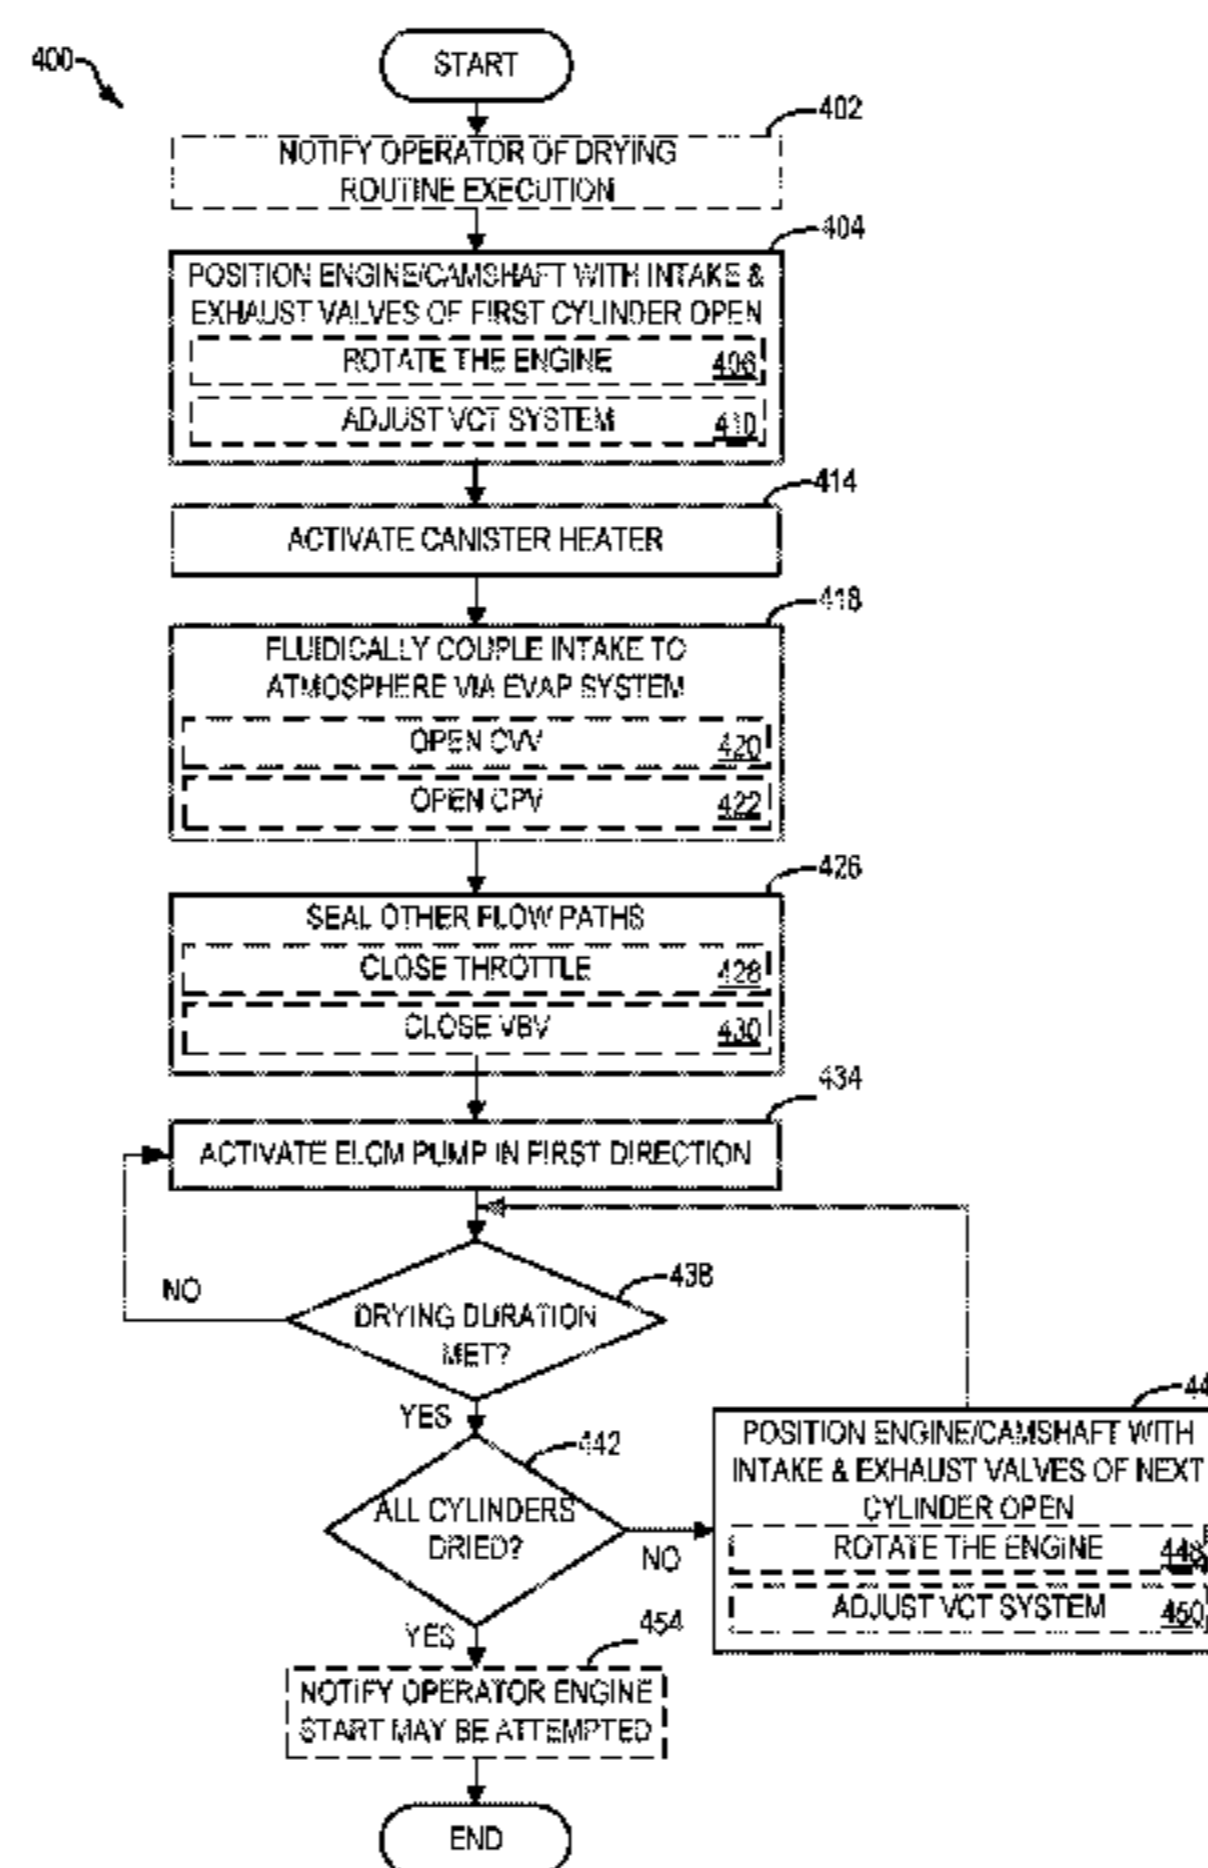 400
START
402
NOTIFY OPERATOR OF DRYING
ROUTINE EXECUTION
404
POSITION ENGINE/CAMSHAFT WITH INTAKE &
EXHAUST VALVES OF FIRST CYLINDER OPEN
ROTATE THE ENGINE 406
ADJUST VCT SYSTEM 410
414
ACTIVATE CANISTER HEATER
418
FLUIDICALLY COUPLE INTAKE TO
ATMOSPHERE VIA EVAP SYSTEM
OPEN CVV 420
OPEN CPV 422
426
SEAL OTHER FLOW PATHS
CLOSE THROTTLE 428
CLOSE VBV 430
434
ACTIVATE ELCM PUMP IN FIRST DIRECTION
438
NO
DRYING DURATION
MET?
YES
442
ALL CYLINDERS
DRIED?
NO
POSITION ENGINE/CAMSHAFT WITH
INTAKE & EXHAUST VALVES OF NEXT
CYLINDER OPEN
ROTATE THE ENGINE 448
ADJUST VCT SYSTEM 450
YES
454
NOTIFY OPERATOR ENGINE
START MAY BE ATTEMPTED
END